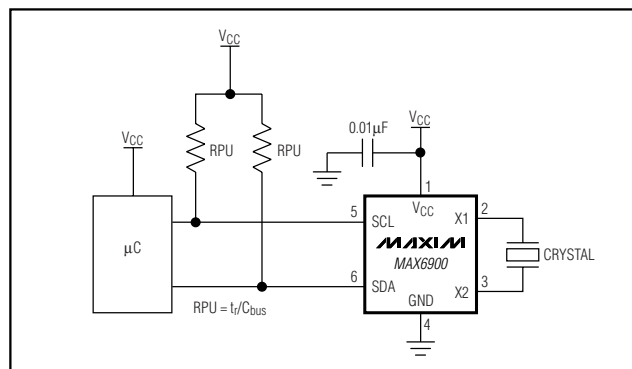 VCC
VCC
0.01μF
VCC
RPU
RPU
1
VCC
5
SCL
X1
2
μC
MAXIM
MAX6900
CRYSTAL
6
SDA
X2
3
GND
RPU = tr/Cbus
4